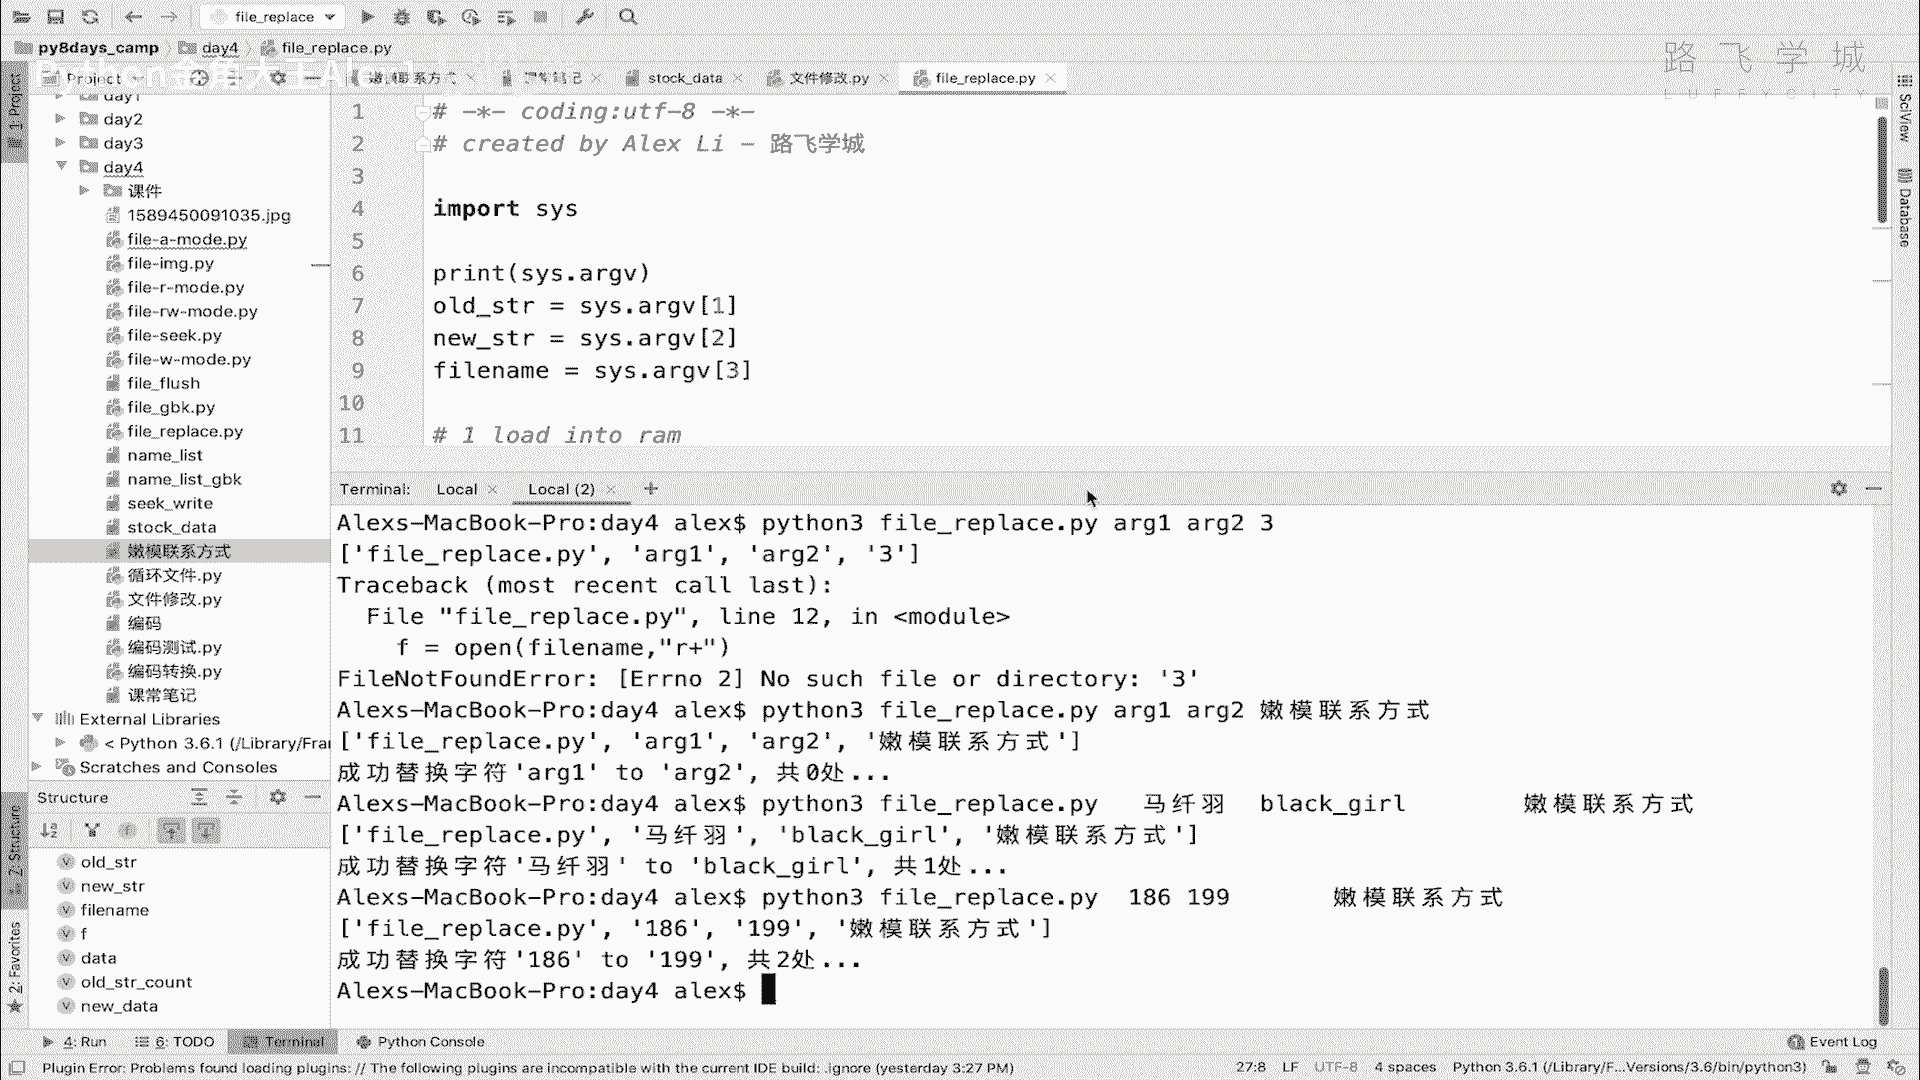 file_replace
py8days_camp
day4
file_replace.py
Python金角大王Alex1
路飞学城
LUFFYCITY
Project
嫩模联系方式
课常笔记
stock_data
文件修改.py
file_replace.py
1: Project
day1
day2
day3
day4
课件
1589450091035.jpg
file-a-mode.py
file-img.py
file-r-mode.py
file-rw-mode.py
file-seek.py
file-w-mode.py
file_flush
file_gbk.py
file_replace.py
name_list
name_list_gbk
seek_write
stock_data
嫩模联系方式
循环文件.py
文件修改.py
编码
编码测试.py
编码转换.py
课常笔记
External Libraries
< Python 3.6.1 (/Library/Fra
Scratches and Consoles
1 # -*- coding:utf-8 -*-
2 # created by Alex Li - 路飞学城
3
4 import sys
5
6 print(sys.argv)
7 old_str = sys.argv[1]
8 new_str = sys.argv[2]
9 filename = sys.argv[3]
10
11 # 1 load into ram
SciView
Database
Terminal: Local Local (2)
Alexs-MacBook-Pro:day4 alex$ python3 file_replace.py arg1 arg2 3
['file_replace.py', 'arg1', 'arg2', '3']
Traceback (most recent call last):
File "file_replace.py", line 12, in <module>
f = open(filename,"r+")
FileNotFoundError: [Errno 2] No such file or directory: '3'
Alexs-MacBook-Pro:day4 alex$ python3 file_replace.py arg1 arg2 嫩模联系方式
['file_replace.py', 'arg1', 'arg2', '嫩模联系方式']
成功替换字符'arg1' to 'arg2', 共0处...
Alexs-MacBook-Pro:day4 alex$ python3 file_replace.py 马纤羽 black_girl 嫩模联系方式
['file_replace.py', '马纤羽', 'black_girl', '嫩模联系方式']
成功替换字符'马纤羽' to 'black_girl', 共1处...
Alexs-MacBook-Pro:day4 alex$ python3 file_replace.py 186 199 嫩模联系方式
['file_replace.py', '186', '199', '嫩模联系方式']
成功替换字符'186' to '199', 共2处...
Alexs-MacBook-Pro:day4 alex$
Structure
old_str
new_str
filename
f
data
old_str_count
new_data
Z: Structure
2: Favorites
4: Run
6: TODO
Terminal
Python Console
Event Log
Plugin Error: Problems found loading plugins: // The following plugins are incompatible with the current IDE build: .ignore (yesterday 3:27 PM)
27:8 LF UTF-8 4 spaces Python 3.6.1 (/Library/F...Versions/3.6/bin/python3)